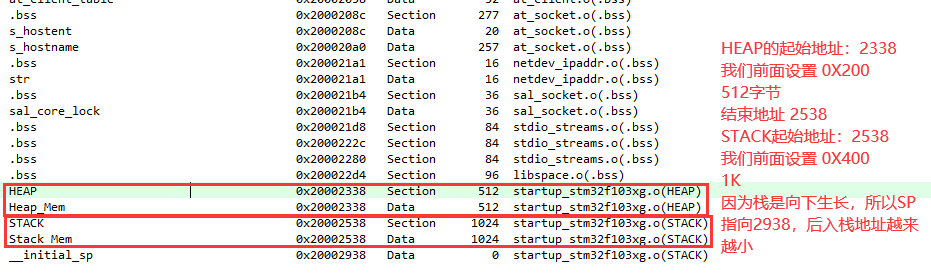 at_client_table 0x2000205c Section 52 at_client.o(.bss)
.bss 0x2000208c Section 277 at_socket.o(.bss)
s_hostent 0x2000208c Data 20 at_socket.o(.bss)
s_hostname 0x200020a0 Data 257 at_socket.o(.bss)
.bss 0x200021a1 Section 16 netdev_ipaddr.o(.bss)
str 0x200021a1 Data 16 netdev_ipaddr.o(.bss)
.bss 0x200021b4 Section 36 sal_socket.o(.bss)
sal_core_lock 0x200021b4 Data 36 sal_socket.o(.bss)
.bss 0x200021d8 Section 84 stdio_streams.o(.bss)
.bss 0x2000222c Section 84 stdio_streams.o(.bss)
.bss 0x20002280 Section 84 stdio_streams.o(.bss)
.bss 0x200022d4 Section 96 libspace.o(.bss)
HEAP 0x20002338 Section 512 startup_stm32f103xg.o(HEAP)
Heap_Mem 0x20002338 Data 512 startup_stm32f103xg.o(HEAP)
STACK 0x20002538 Section 1024 startup_stm32f103xg.o(STACK)
Stack_Mem 0x20002538 Data 1024 startup_stm32f103xg.o(STACK)
__initial_sp 0x20002938 Data 0 startup_stm32f103xg.o(STACK)
HEAP的起始地址：2338
我们前面设置 0X200
512字节
结束地址 2538
STACK起始地址：2538
我们前面设置 0X400
1K
因为栈是向下生长，所以SP
指向2938，后入栈地址越来
越小